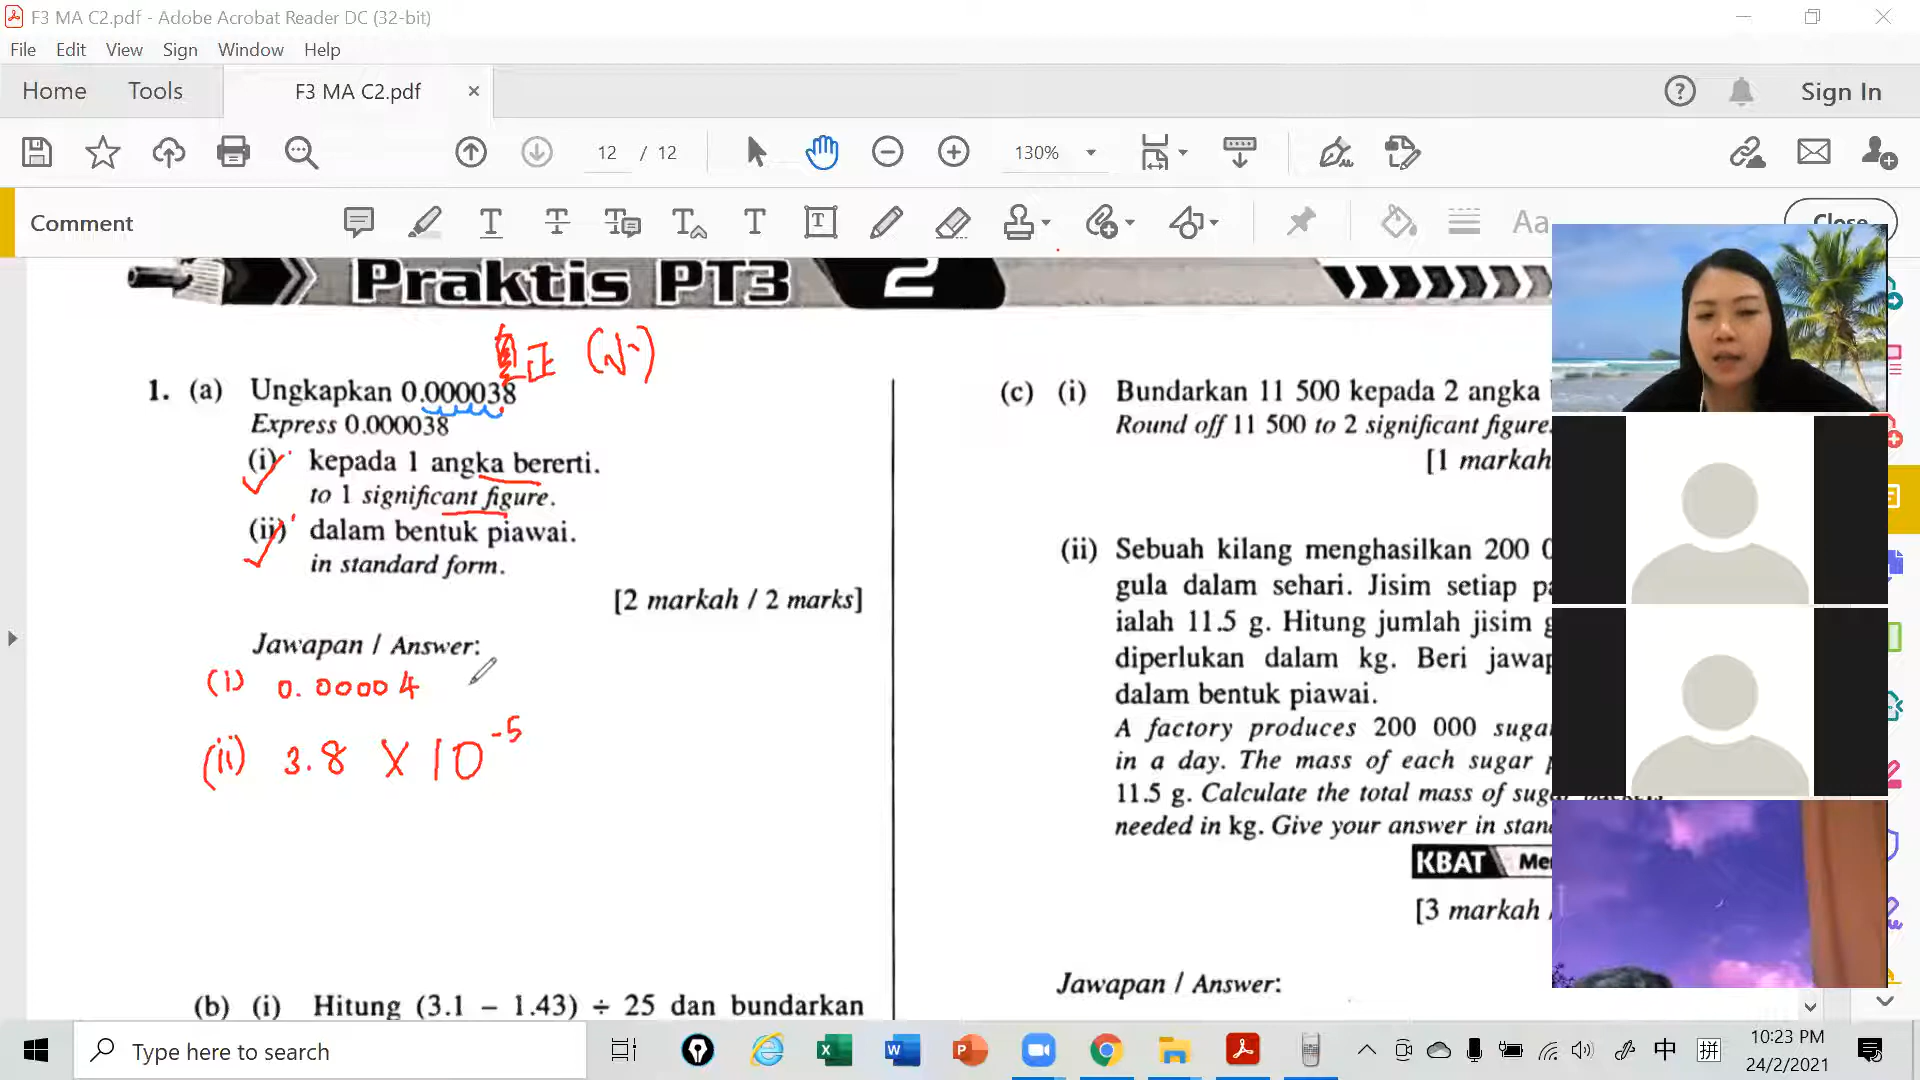 F3 MA C2.pdf - Adobe Acrobat Reader DC (32-bit)
File Edit View Sign Window Help
Home Tools F3 MA C2.pdf × Sign In
12 / 12 130%
Comment
Close
Praktis PT3 2
正 (小)
1. (a) Ungkapkan 0.000038
Express 0.000038
(i) kepada 1 angka bererti.
to 1 significant figure.
(ii) dalam bentuk piawai.
in standard form.
[2 markah / 2 marks]
Jawapan / Answer:
(i) 0.00004
(ii) 3.8 X 10⁻⁵
(b) (i) Hitung (3.1 – 1.43) ÷ 25 dan bundarkan
(c) (i) Bundarkan 11 500 kepada 2 angka
Round off 11 500 to 2 significant figure
[1 markah
(ii) Sebuah kilang menghasilkan 200
gula dalam sehari. Jisim setiap
ialah 11.5 g. Hitung jumlah jisim
diperlukan dalam kg. Beri
dalam bentuk piawai.
A factory produces 200 000
in a day. The mass of each sugar
11.5 g. Calculate the total mass of
needed in kg. Give your answer in
KBAT
[3 markah
Jawapan / Answer:
Type here to search
中 拼
10:23 PM
24/2/2021